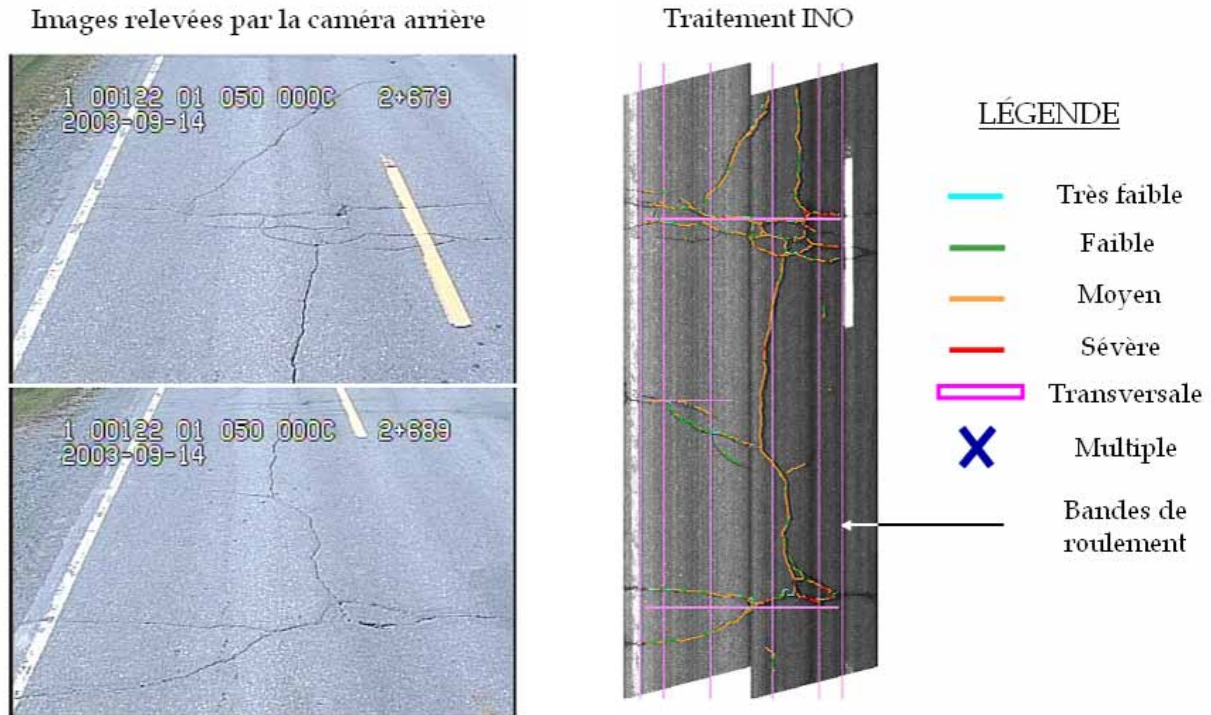 Images relevées par la caméra arrière
1 00122 01 050 000C 2+679
2003-09-14
1 00122 01 050 000C 2+689
2003-09-14
Traitement INO
LÉGENDE
Très faible
Faible
Moyen
Sévère
Transversale
Multiple
Bandes de
roulement